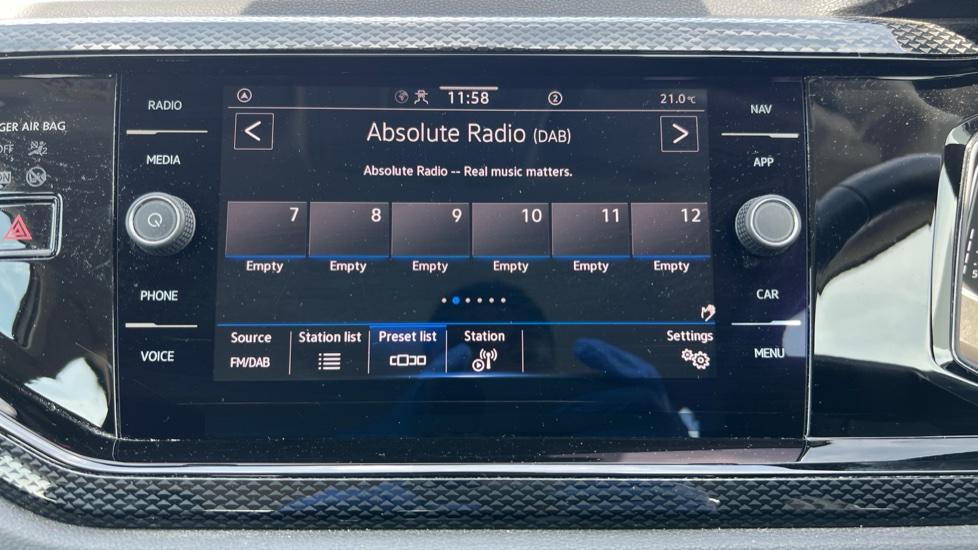 RADIO
MEDIA
PHONE
VOICE
GER AIR BAG
11:58
2
21.0°C
< Absolute Radio (DAB) >
Absolute Radio -- Real music matters.
7 8 9 10 11 12
Empty Empty Empty Empty Empty Empty
Source Station list Preset list Station Settings
FM/DAB
NAV
APP
CAR
MENU